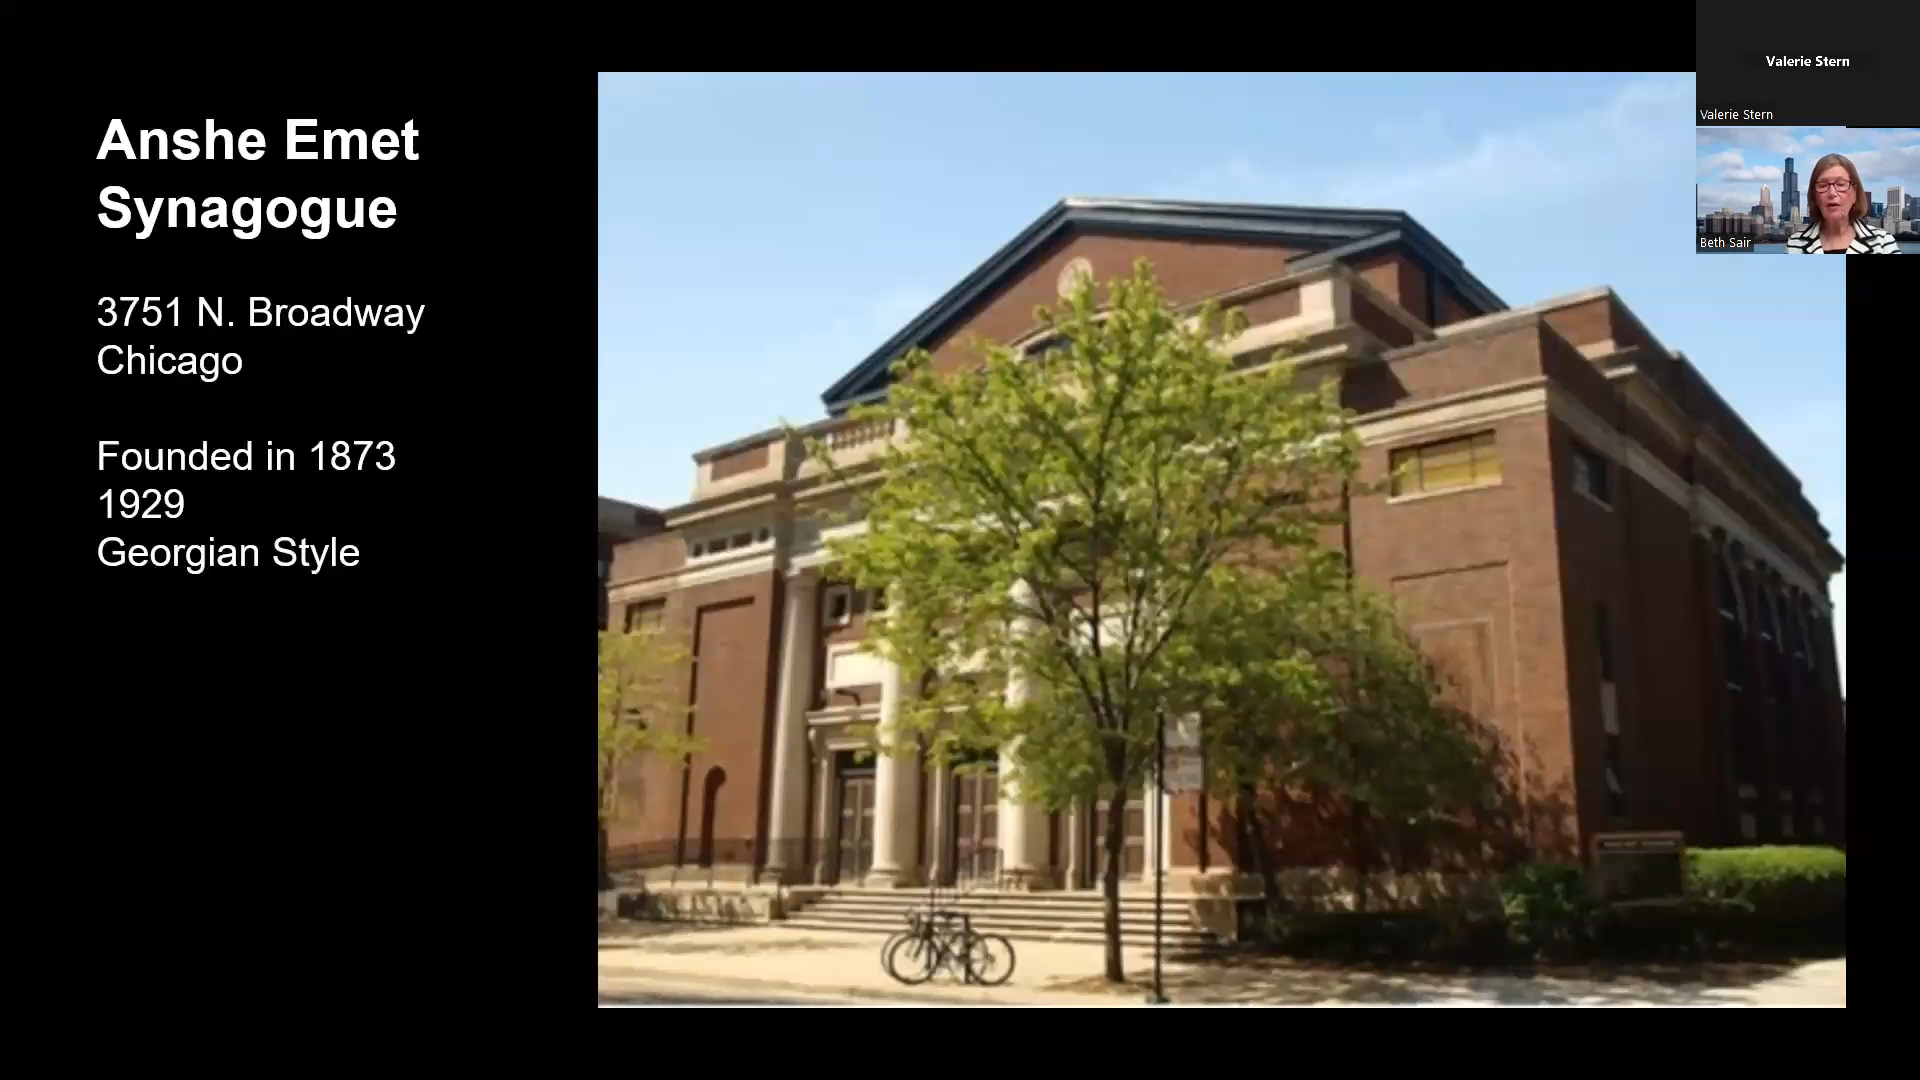 Anshe Emet
Synagogue
3751 N. Broadway
Chicago
Founded in 1873
1929
Georgian Style
Valerie Stern
Valerie Stern
Beth Sair